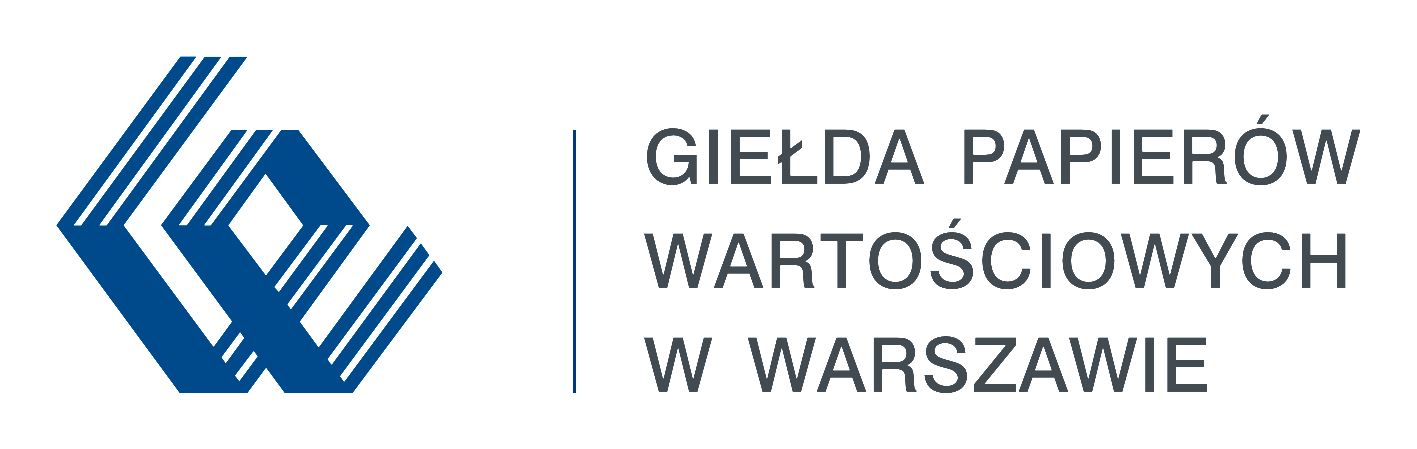 GIEŁDA PAPIERÓW
WARTOŚCIOWYCH
W WARSZAWIE